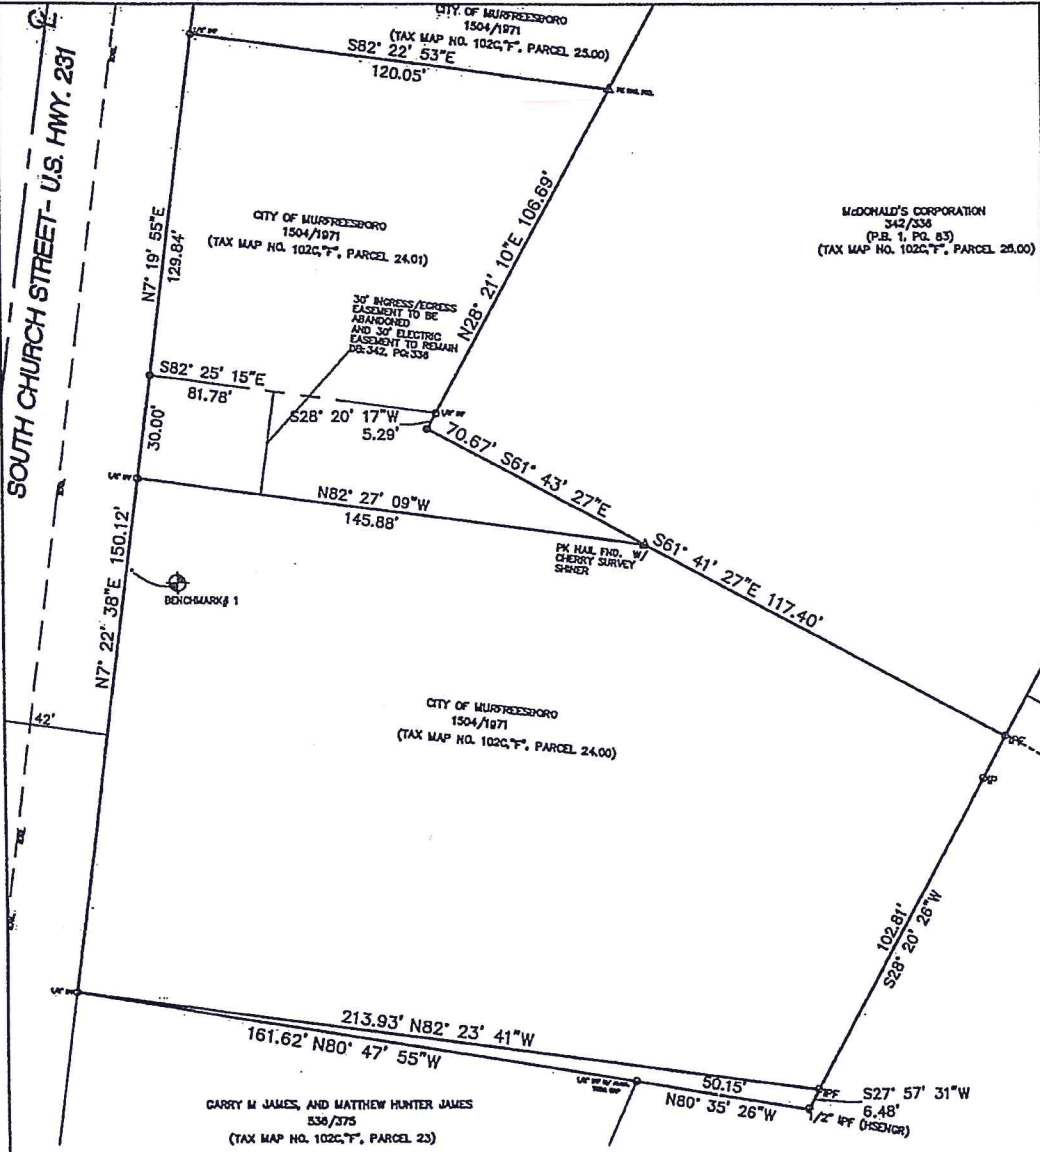 CITY OF MURFREESBORO
1504/1971
(TAX MAP NO. 102C,"F", PARCEL 25.00)
S82° 22' 53"E
120.05'
PK NAIL FND.
SOUTH CHURCH STREET- U.S. HWY. 231
N7° 19' 55"E
129.84'
CITY OF MURFREESBORO
1504/1971
(TAX MAP NO. 102C,"F", PARCEL 24.01)
N28° 21' 10"E 106.69'
McDONALD'S CORPORATION
342/336
(P.B. 1, PG. 83)
(TAX MAP NO. 102C,"F", PARCEL 26.00)
30' INGRESS/EGRESS
EASEMENT TO BE
ABANDONED
AND 30' ELECTRIC
EASEMENT TO REMAIN
DB:342, PG:336
S82° 25' 15"E
81.78'
S28° 20' 17"W
5.29'
30.00'
70.67' S61° 43' 27"E
N82° 27' 09"W
145.88'
PK NAIL FND. W/
CHERRY SURVEY
SHINER
S61° 41' 27"E 117.40'
N7° 22' 38"E 150.12'
BENCHMARK# 1
42'
CITY OF MURFREESBORO
1504/1971
(TAX MAP NO. 102C,"F", PARCEL 24.00)
IPF
IP
102.81'
S28° 20' 26"W
213.93' N82° 23' 41"W
161.62' N80° 47' 55"W
50.15'
N80° 35' 26"W
IPF
S27° 57' 31"W
6.48'
1/2" IPF (HSENGR)
GARRY M JAMES, AND MATTHEW HUNTER JAMES
536/375
(TAX MAP NO. 102C,"F", PARCEL 23)